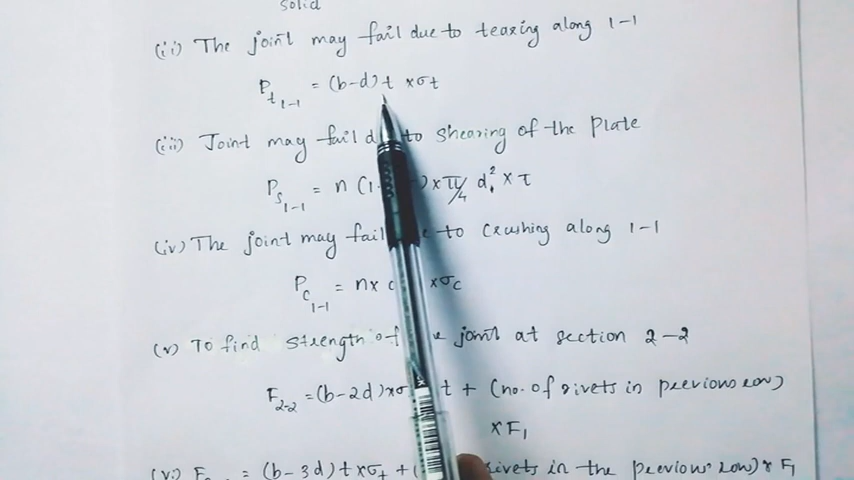 solid
(ii) The joint may fail due to tearing along 1-1
P t 1-1 = (b-d) t × σt
(iii) Joint may fail to shearing of the plate
P s 1-1 = n (1. ) × π/4 d₁² × τ
(iv) The joint may fail to crushing along 1-1
P c 1-1 = n× × σc
(v) To find strength of joint at section 2-2
F 2-2 = (b-2d) × σ t + (no. of rivets in previous row)
× F₁
(vi) F = (b-3d) t × σt + rivets in the previous row) × F₁